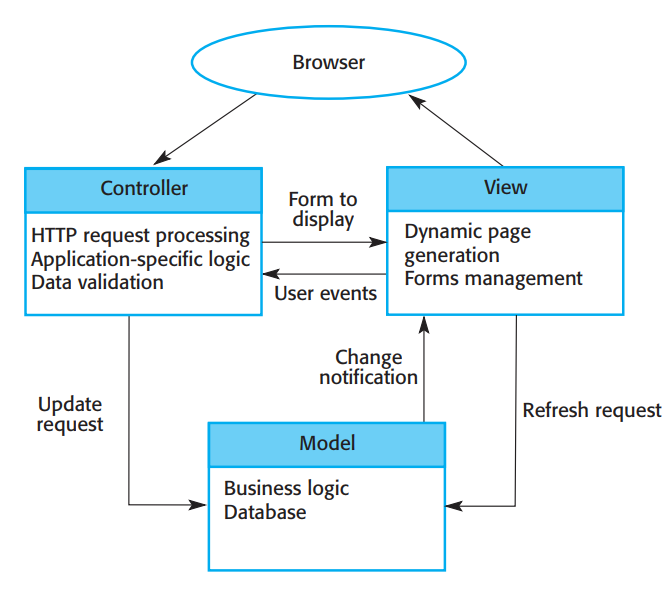 Browser
Controller
HTTP request processing
Application-specific logic
Data validation
Form to
display
User events
View
Dynamic page
generation
Forms management
Change
notification
Update
request
Refresh request
Model
Business logic
Database